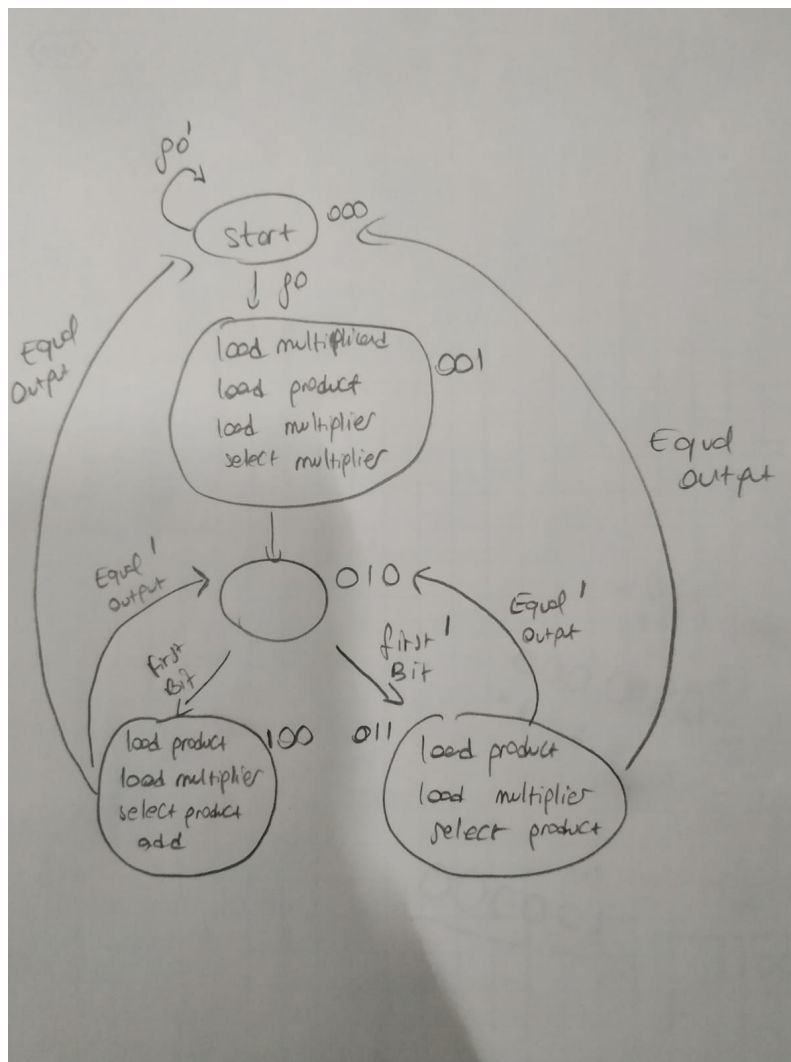 go'
start
000
go
Equal
Output
load multiplicand
load product
load multiplier
select multiplier
001
Equal
output
Equal'
output
010
Equal'
Output
First
Bit
first'
Bit
load product
load multiplier
select product
add
100
011
load product
load multiplier
select product